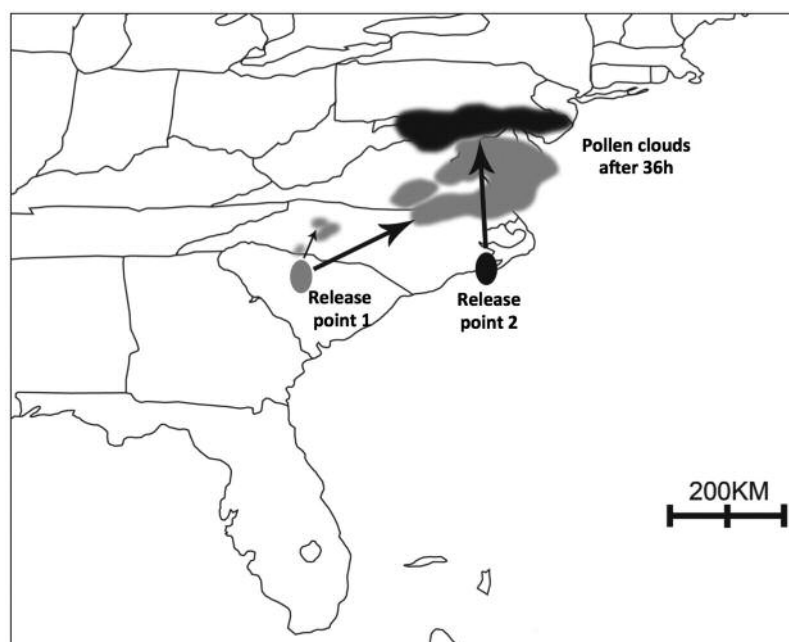 Pollen clouds
after 36h
Release
point 1
Release
point 2
200KM